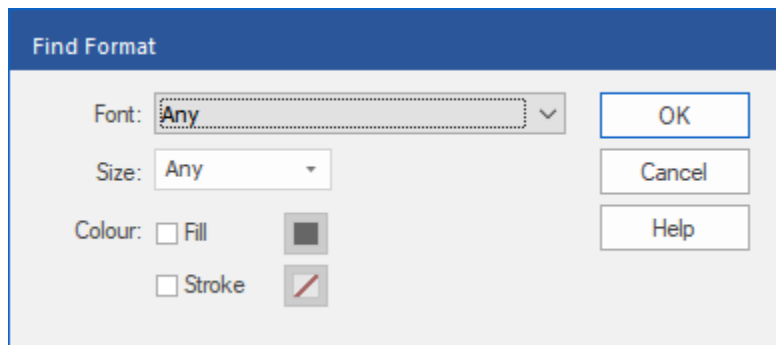 Find Format
Font: Any OK
Size: Any Cancel
Colour: Fill Help
Stroke